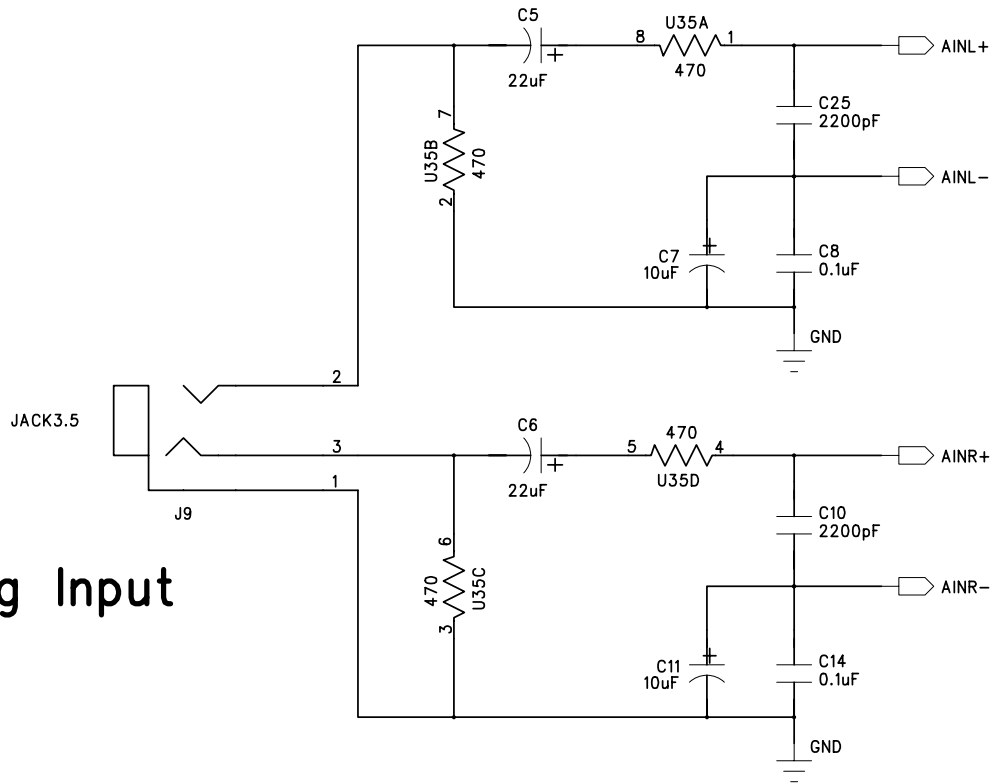 C5
+
22uF
8
U35A
1
470
AINL+
C25
2200pF
7
U35B
470
2
AINL-
+
C7
10uF
C8
0.1uF
GND
JACK3.5
2
3
1
J9
C6
+
22uF
5
470
4
U35D
AINR+
C10
2200pF
6
470
U35C
3
AINR-
+
C11
10uF
C14
0.1uF
GND
g Input